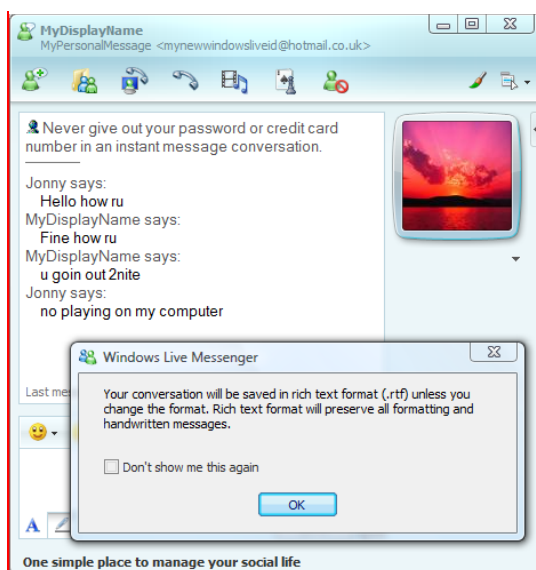 MyDisplayName
MyPersonalMessage <mynewwindowsliveid@hotmail.co.uk>
Never give out your password or credit card
number in an instant message conversation.
Jonny says:
Hello how ru
MyDisplayName says:
Fine how ru
MyDisplayName says:
u goin out 2nite
Jonny says:
no playing on my computer
Windows Live Messenger
Last me
Your conversation will be saved in rich text format (.rtf) unless you
change the format. Rich text format will preserve all formatting and
handwritten messages.
Don't show me this again
OK
A
One simple place to manage your social life